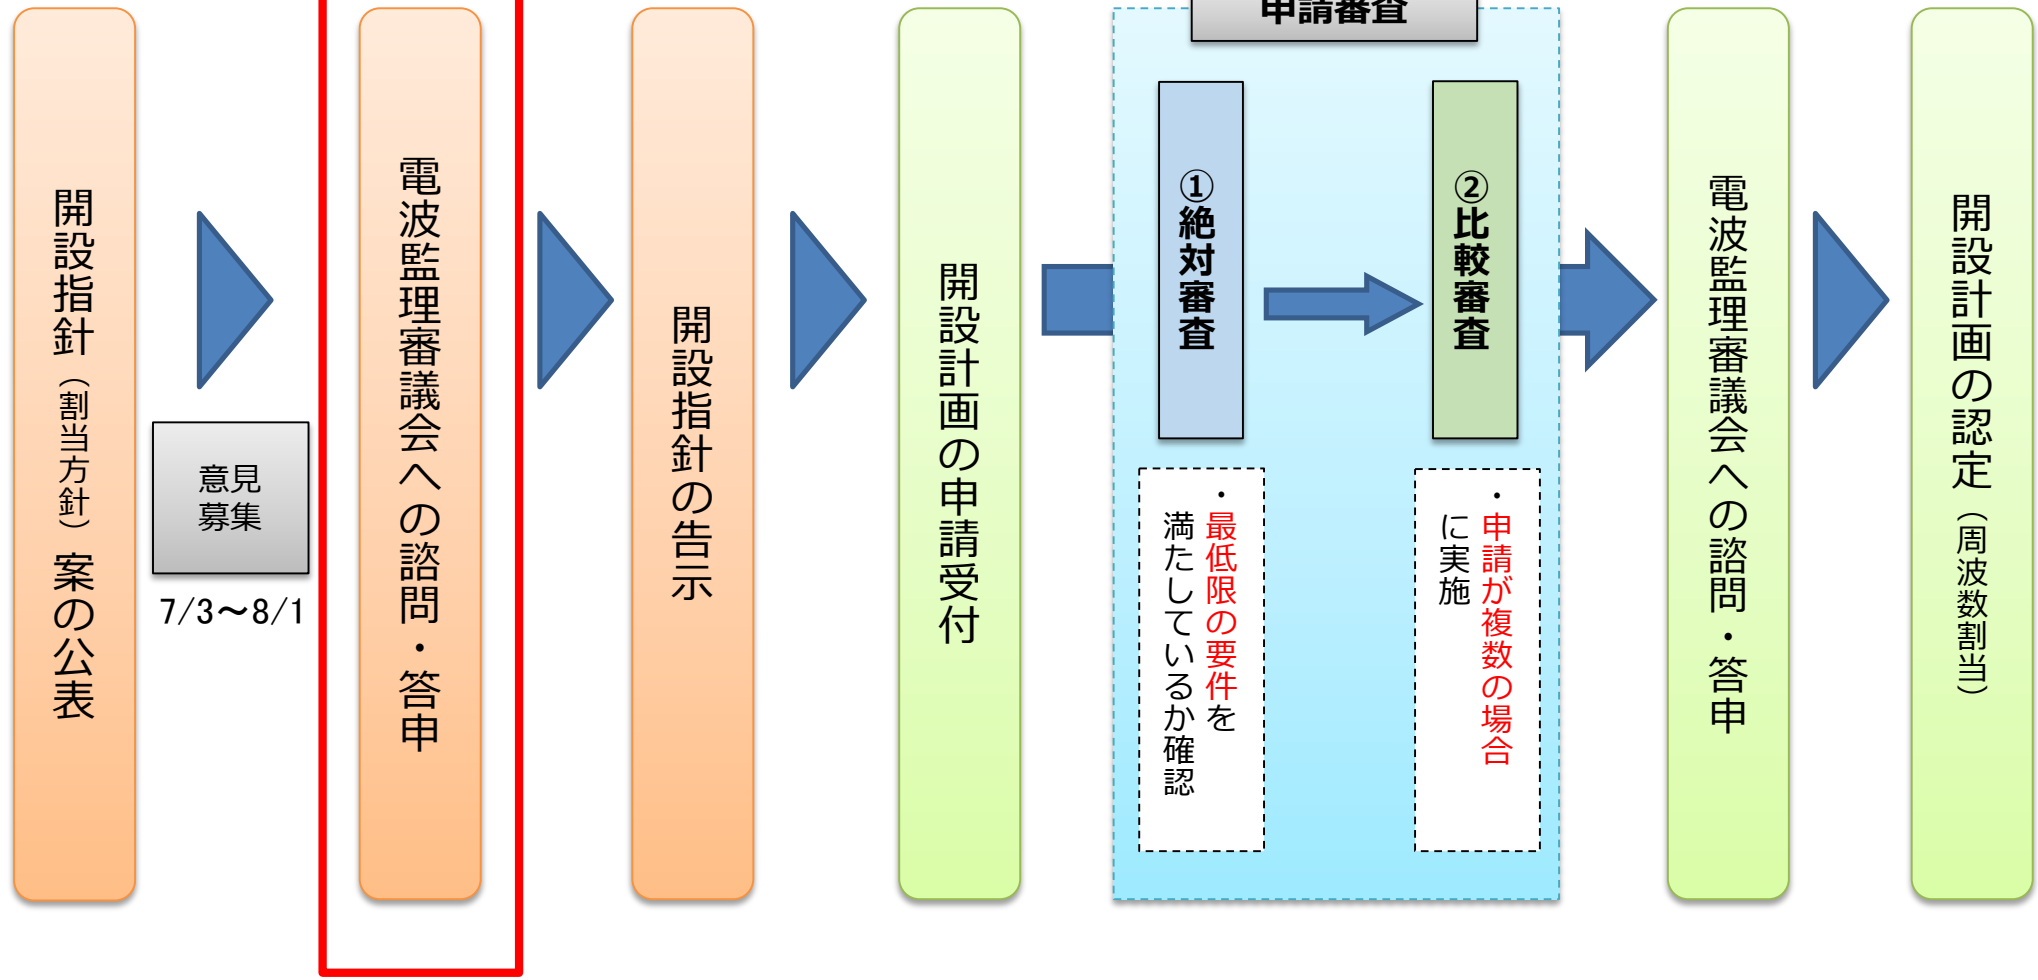 開設指針（割当方針）案の公表
意見
募集
7/3～8/1
電波監理審議会への諮問・答申
開設指針の告示
開設計画の申請受付
申請審査
①絶対審査
・最低限の要件を
満たしているか確認
②比較審査
・申請が複数の場合
に実施
電波監理審議会への諮問・答申
開設計画の認定（周波数割当）